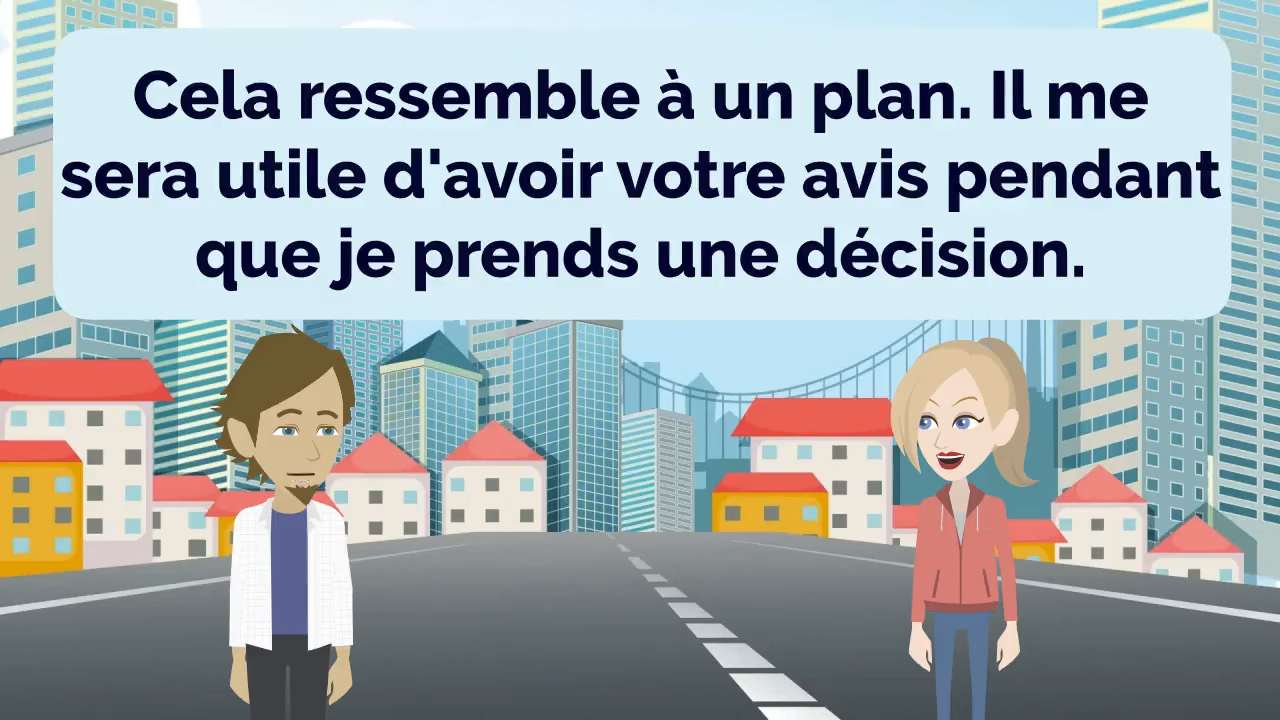 Cela ressemble à un plan. Il me
sera utile d'avoir votre avis pendant
que je prends une décision.